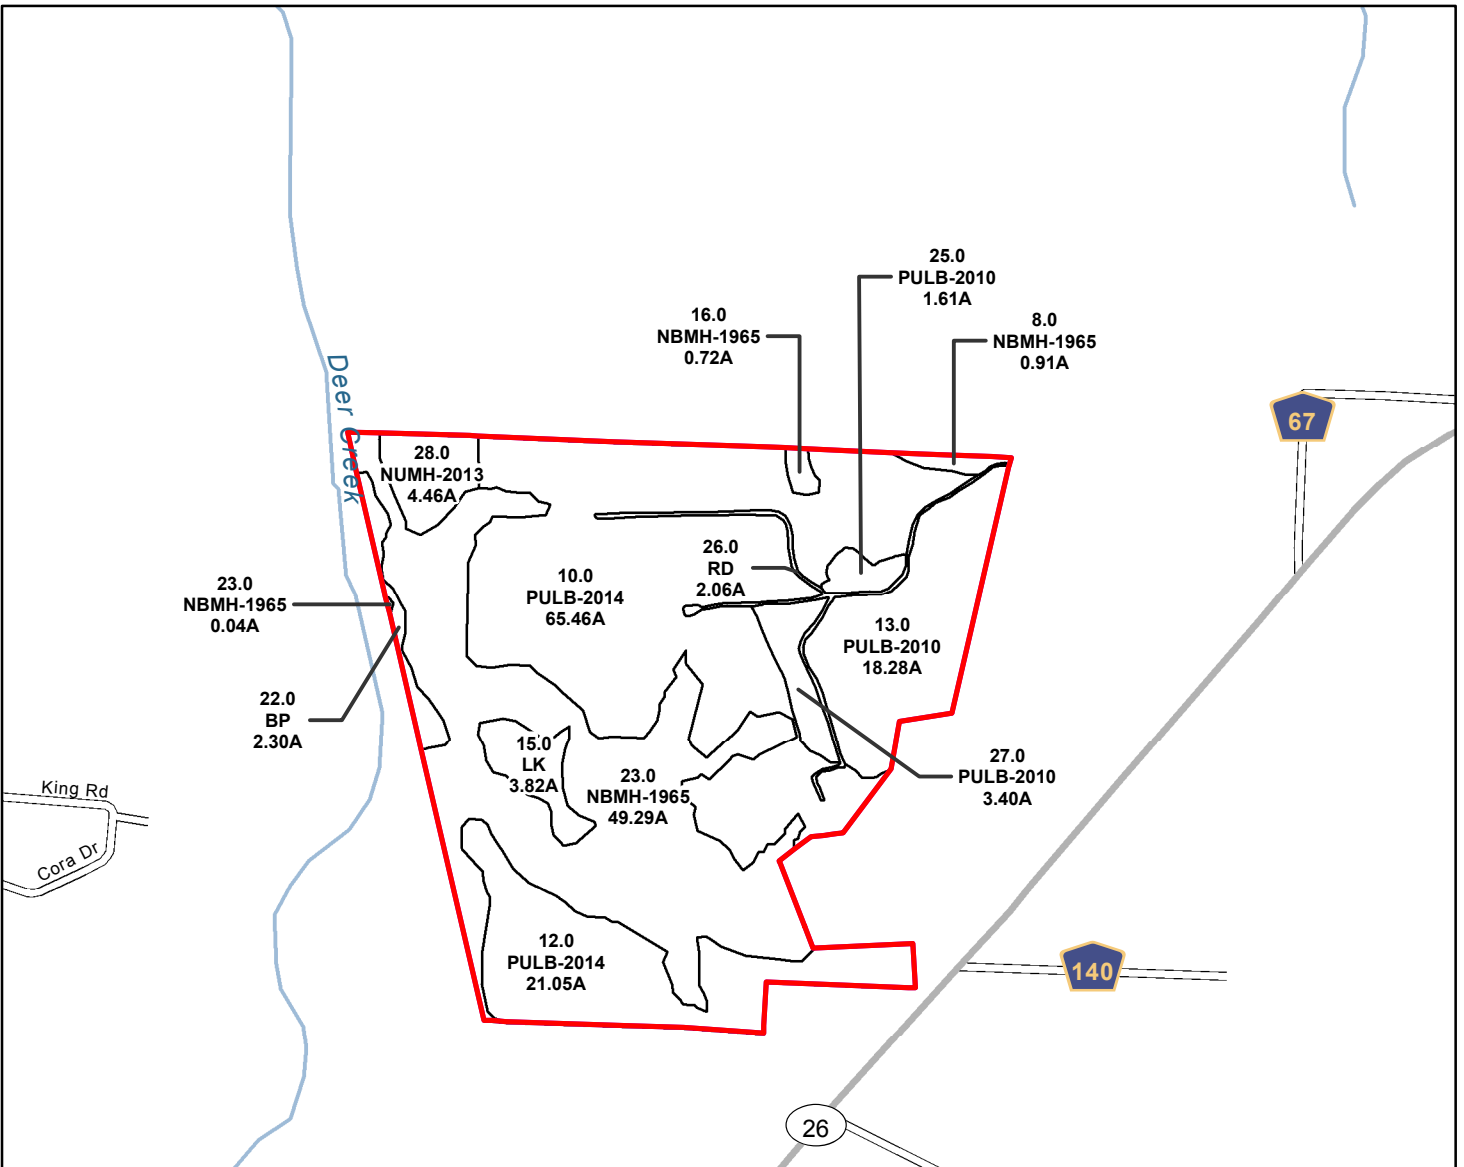 25.0
PULB-2010
1.61A
16.0
NBMH-1965
0.72A
8.0
NBMH-1965
0.91A
Deer Creek
67
28.0
NUMH-2013
4.46A
26.0
RD
2.06A
10.0
PULB-2014
65.46A
23.0
NBMH-1965
0.04A
13.0
PULB-2010
18.28A
22.0
BP
2.30A
15.0
LK
3.82A
23.0
NBMH-1965
49.29A
27.0
PULB-2010
3.40A
King Rd
Cora Dr
12.0
PULB-2014
21.05A
140
26